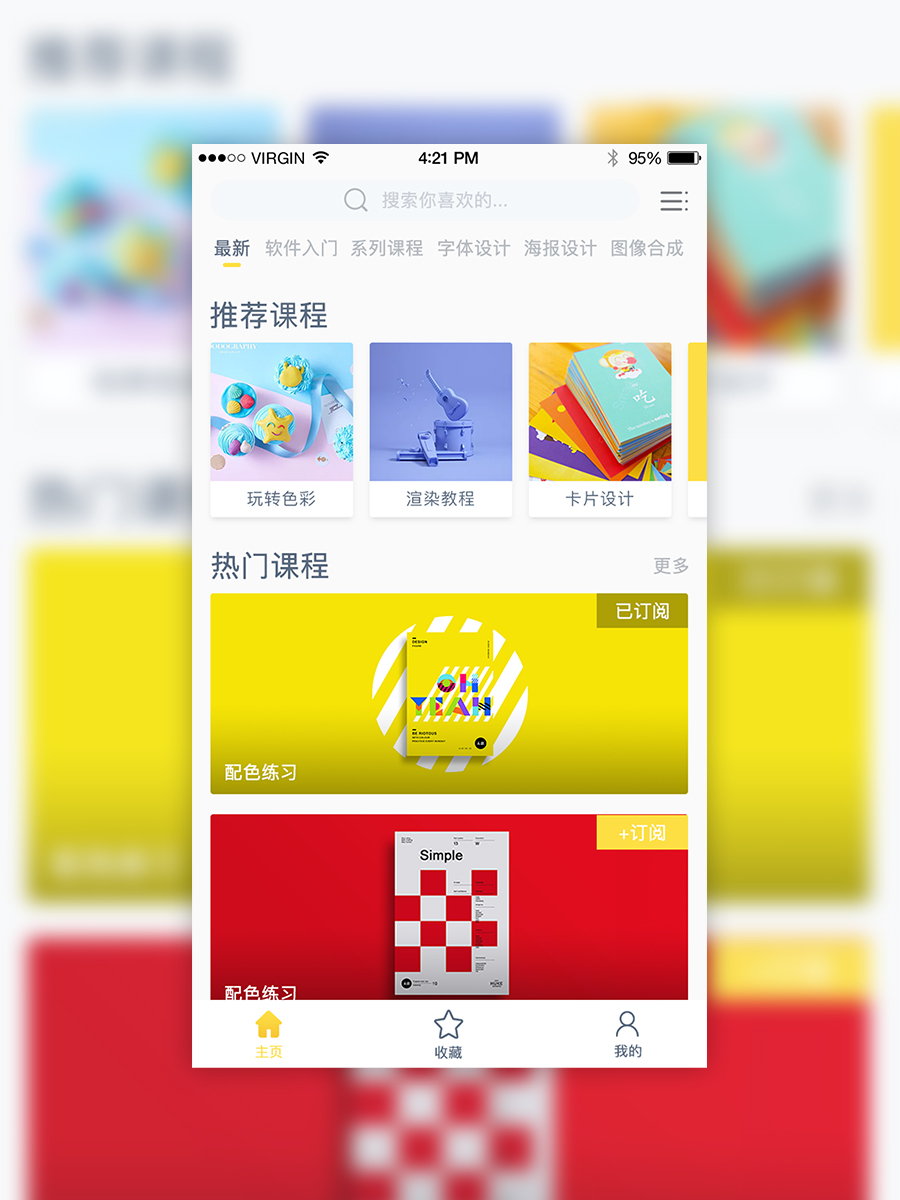 VIRGIN 4:21 PM 95%
搜索你喜欢的...
最新 软件入门 系列课程 字体设计 海报设计 图像合成
推荐课程
吃
玩转色彩 渲染教程 卡片设计
热门课程 更多
已订阅
DESIGN
OH
YEAH
BE RIOTOUS
配色练习
+订阅
Simple
配色练习
主页 收藏 我的